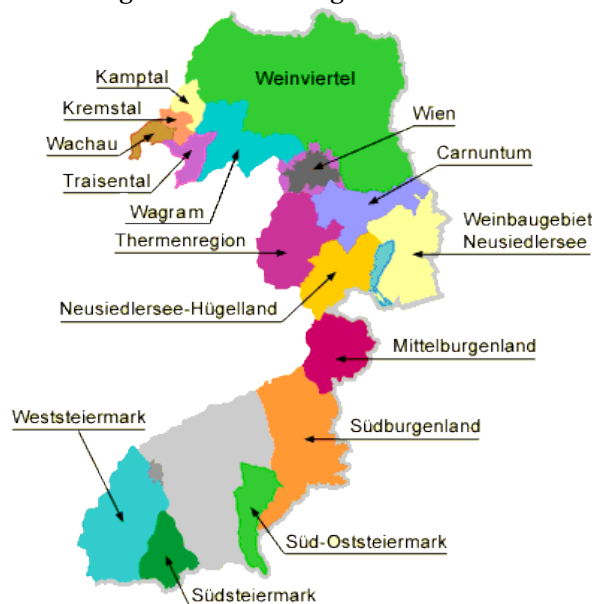 Weinviertel
Kamptal
Kremstal
Wachau
Traisental
Wagram
Thermenregion
Wien
Carnuntum
Weinbaugebiet
Neusiedlersee
Neusiedlersee-Hügelland
Mittelburgenland
Weststeiermark
Südburgenland
Süd-Oststeiermark
Südsteiermark